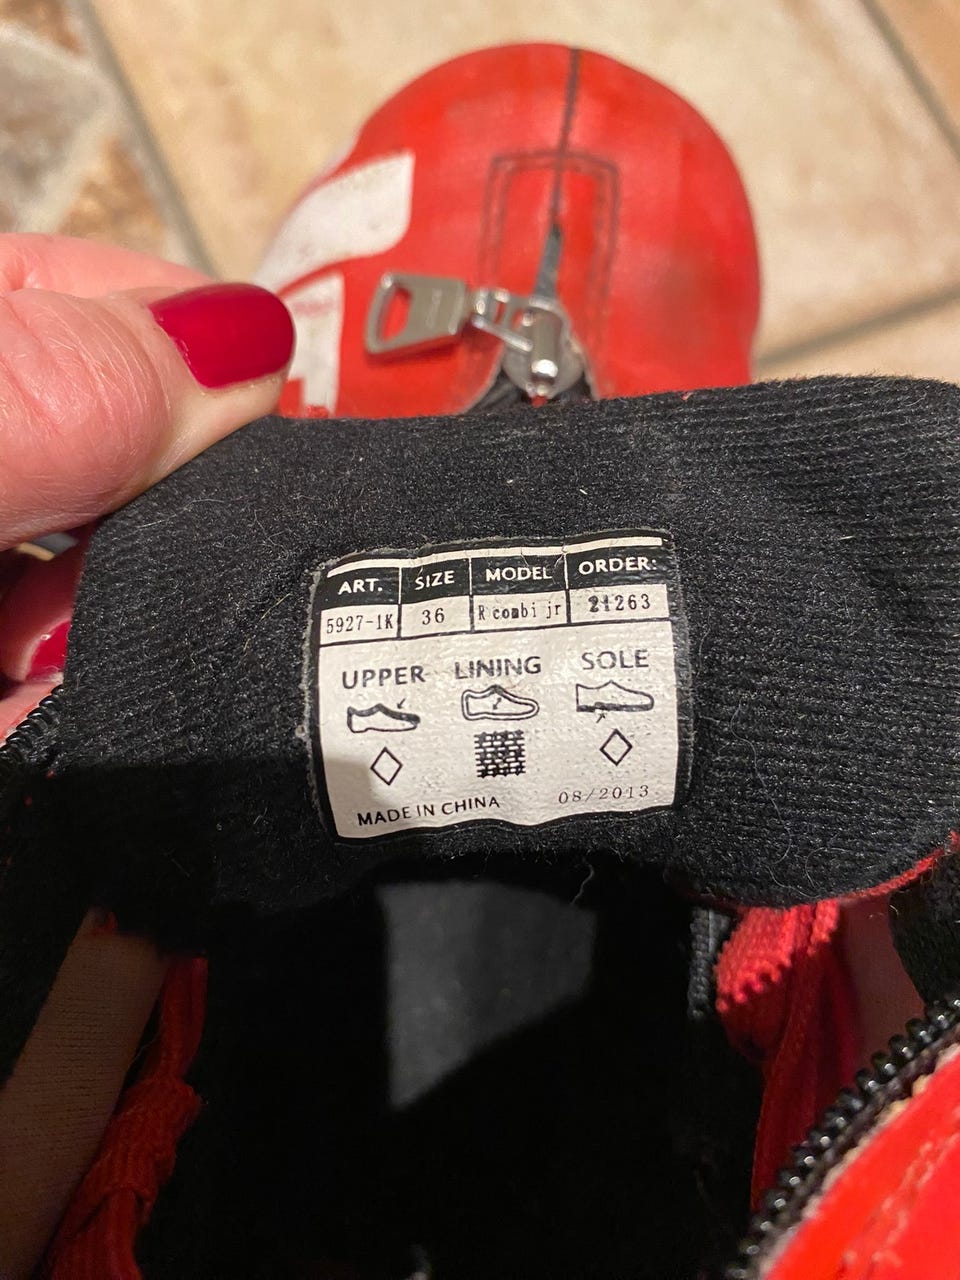 ART. SIZE MODEL ORDER:
5927-1K 36 R combi jr 21263
UPPER LINING SOLE
MADE IN CHINA 08/2013